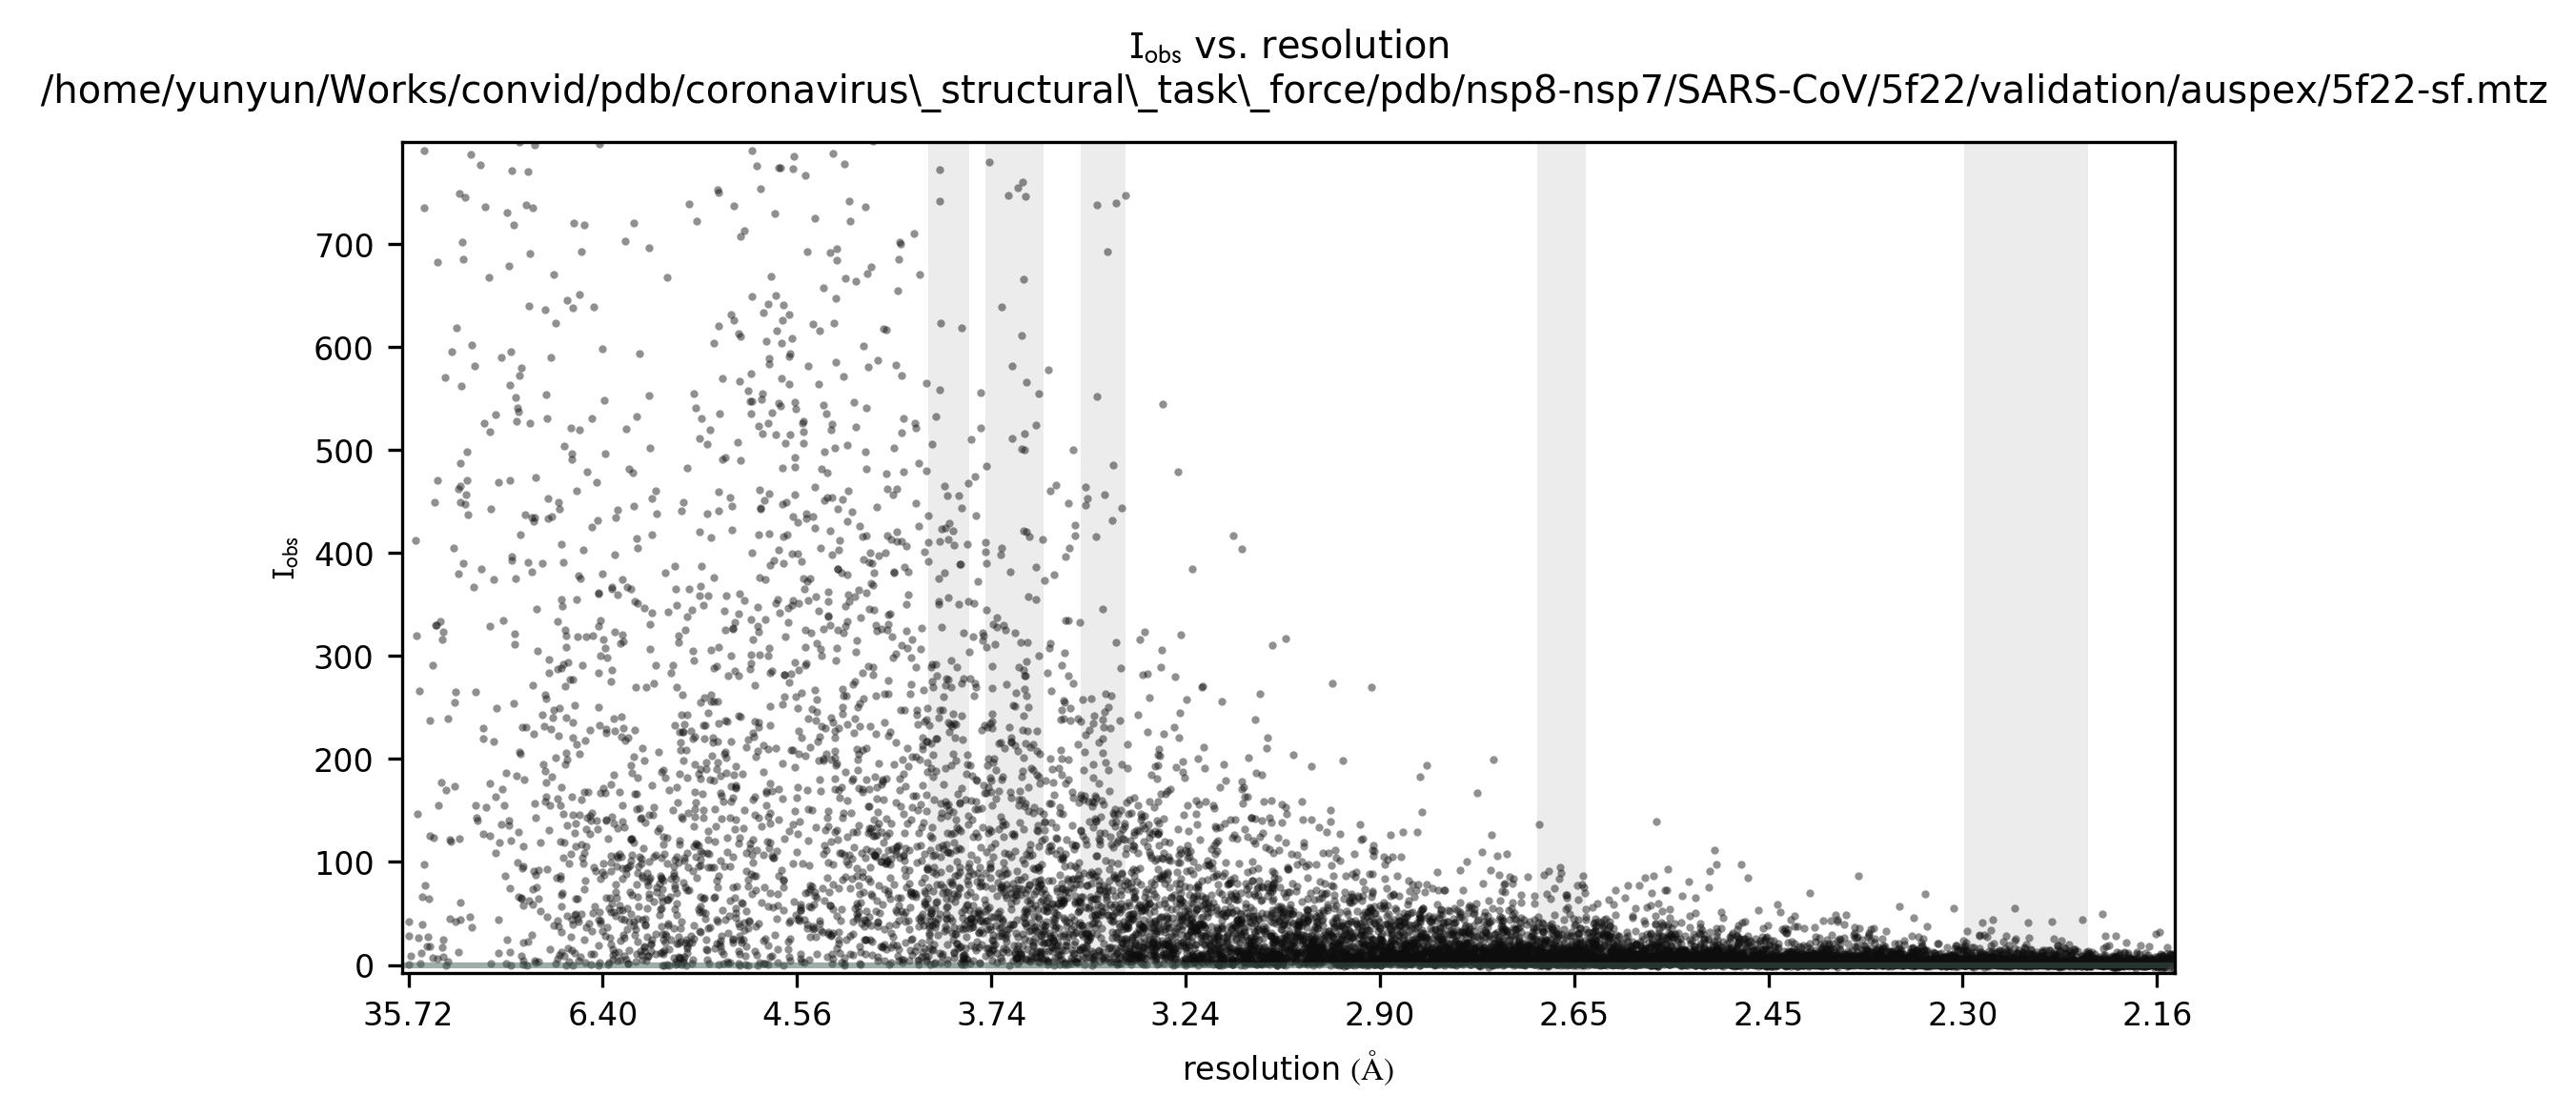 Iobs vs. resolution
/home/yunyun/Works/convid/pdb/coronavirus\_structural\_task\_force/pdb/nsp8-nsp7/SARS-CoV/5f22/validation/auspex/5f22-sf.mtz
700
600
500
400
300
200
100
0
Iobs
35.72 6.40 4.56 3.74 3.24 2.90 2.65 2.45 2.30 2.16
resolution (Å)